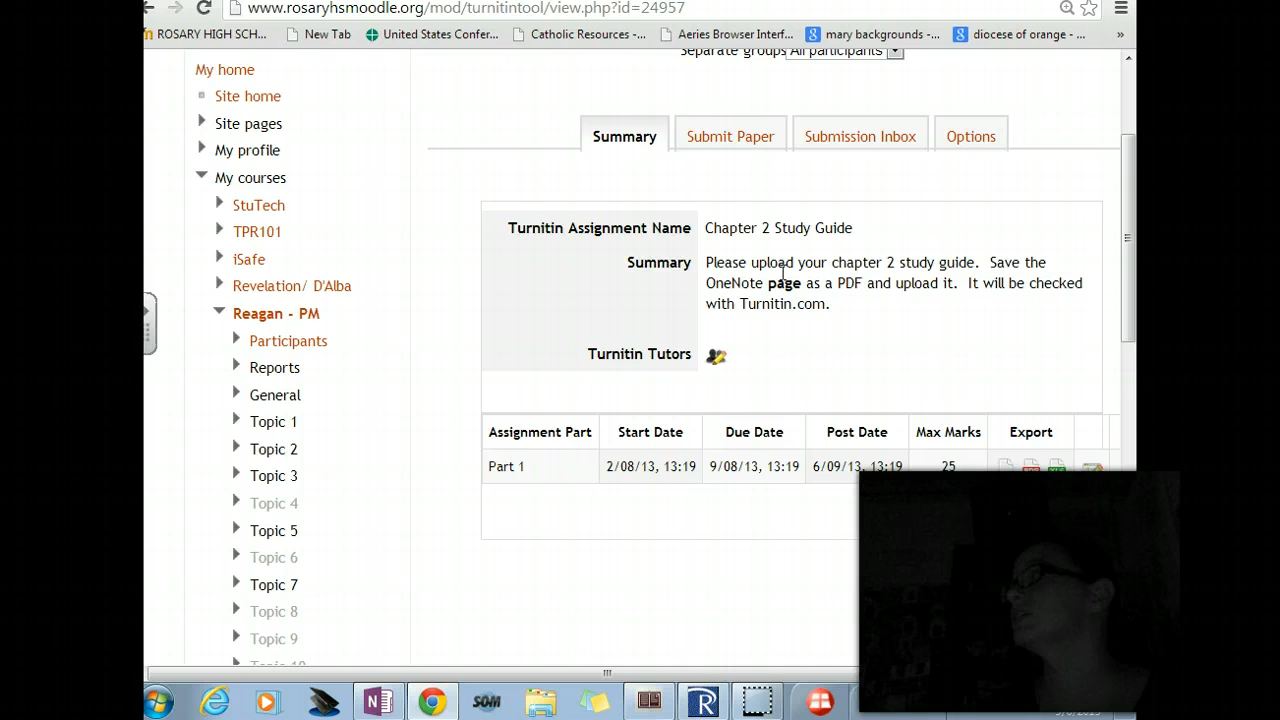 www.rosaryhsmoodle.org/mod/turnitintool/view.php?id=24957
ROSARY HIGH SCH... New Tab United States Confer... Catholic Resources -... Aeries Browser Interf... mary backgrounds -... diocese of orange -... »
Separate groups All participants
My home
Site home
Site pages
My profile
My courses
StuTech
TPR101
iSafe
Revelation/ D'Alba
Reagan - PM
Participants
Reports
General
Topic 1
Topic 2
Topic 3
Topic 4
Topic 5
Topic 6
Topic 7
Topic 8
Topic 9
Topic 10
Summary Submit Paper Submission Inbox Options
Turnitin Assignment Name Chapter 2 Study Guide
Summary Please upload your chapter 2 study guide. Save the
OneNote page as a PDF and upload it. It will be checked
with Turnitin.com.
Turnitin Tutors
Assignment Part Start Date Due Date Post Date Max Marks Export
Part 1 2/08/13, 13:19 9/08/13, 13:19 6/09/13, 13:19 25
SOM